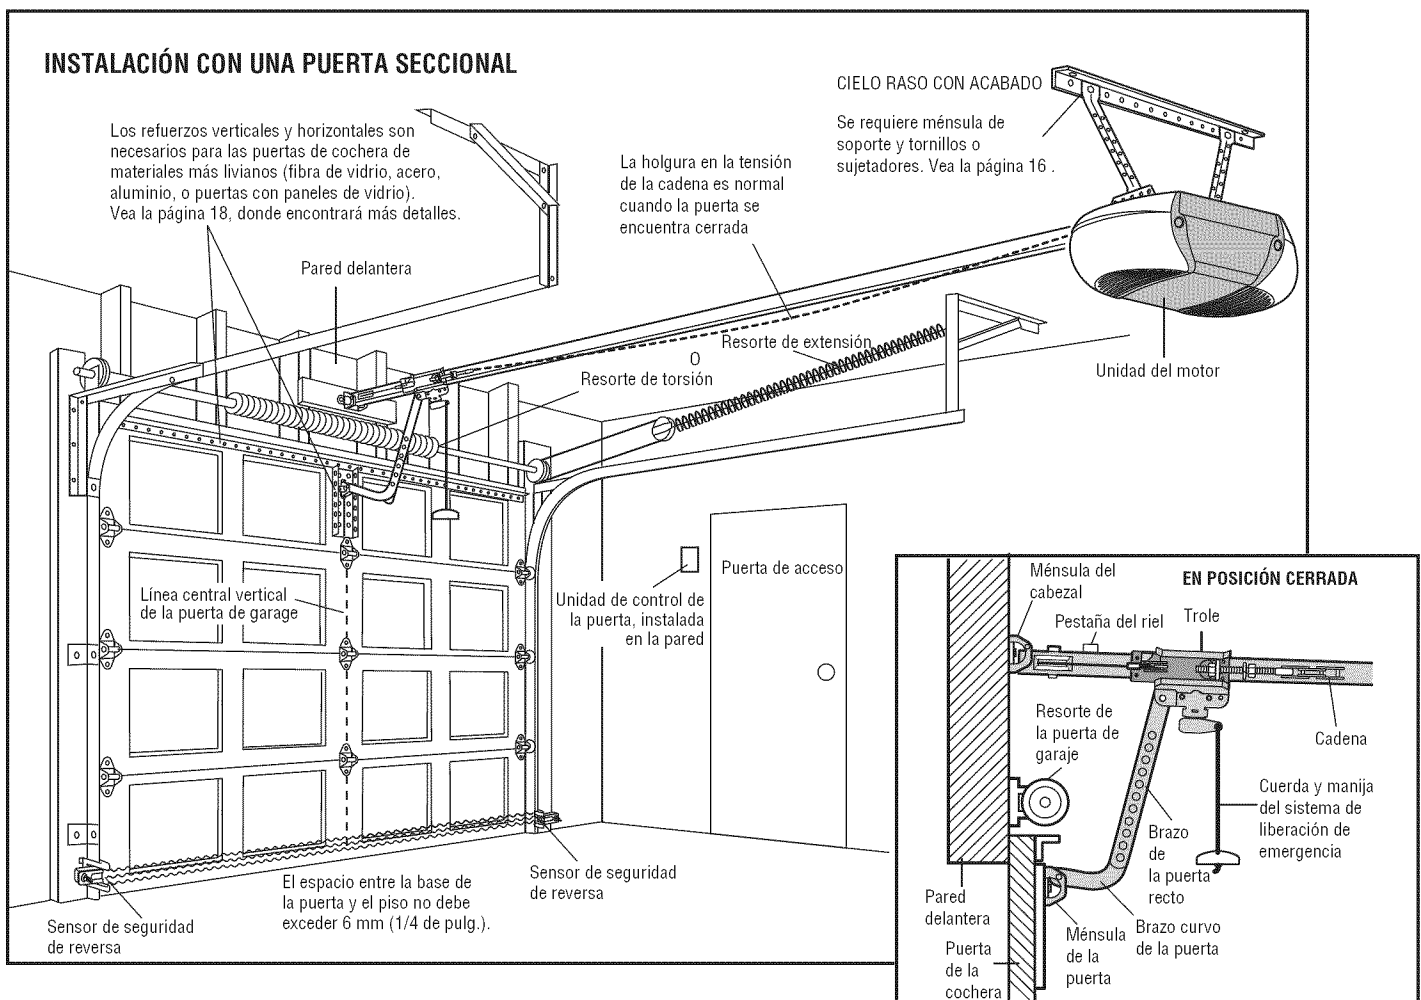 INSTALACIÓN CON UNA PUERTA SECCIONAL
CIELO RASO CON ACABADO
Se requiere ménsula de
soporte y tornillos o
sujetadores. Vea la página 16 .
Los refuerzos verticales y horizontales son
necesarios para las puertas de cochera de
materiales más livianos (fibra de vidrio, acero,
aluminio, o puertas con paneles de vidrio).
Vea la página 18, donde encontrará más detalles.
La holgura en la tensión
de la cadena es normal
cuando la puerta se
encuentra cerrada
Pared delantera
Resorte de extensión
O
Resorte de torsión
Unidad del motor
Línea central vertical
de la puerta de garage
Unidad de control de
la puerta, instalada
en la pared
Puerta de acceso
Sensor de seguridad
de reversa
El espacio entre la base de
la puerta y el piso no debe
exceder 6 mm (1/4 de pulg.).
Sensor de seguridad
de reversa
EN POSICIÓN CERRADA
Ménsula del
cabezal
Pestaña del riel
Trole
Resorte de
la puerta de
garaje
Cadena
Cuerda y manija
del sistema de
liberación de
emergencia
Brazo
de
la puerta
recto
Pared
delantera
Brazo curvo
de la puerta
Ménsula
de la
puerta
Puerta
de la
cochera